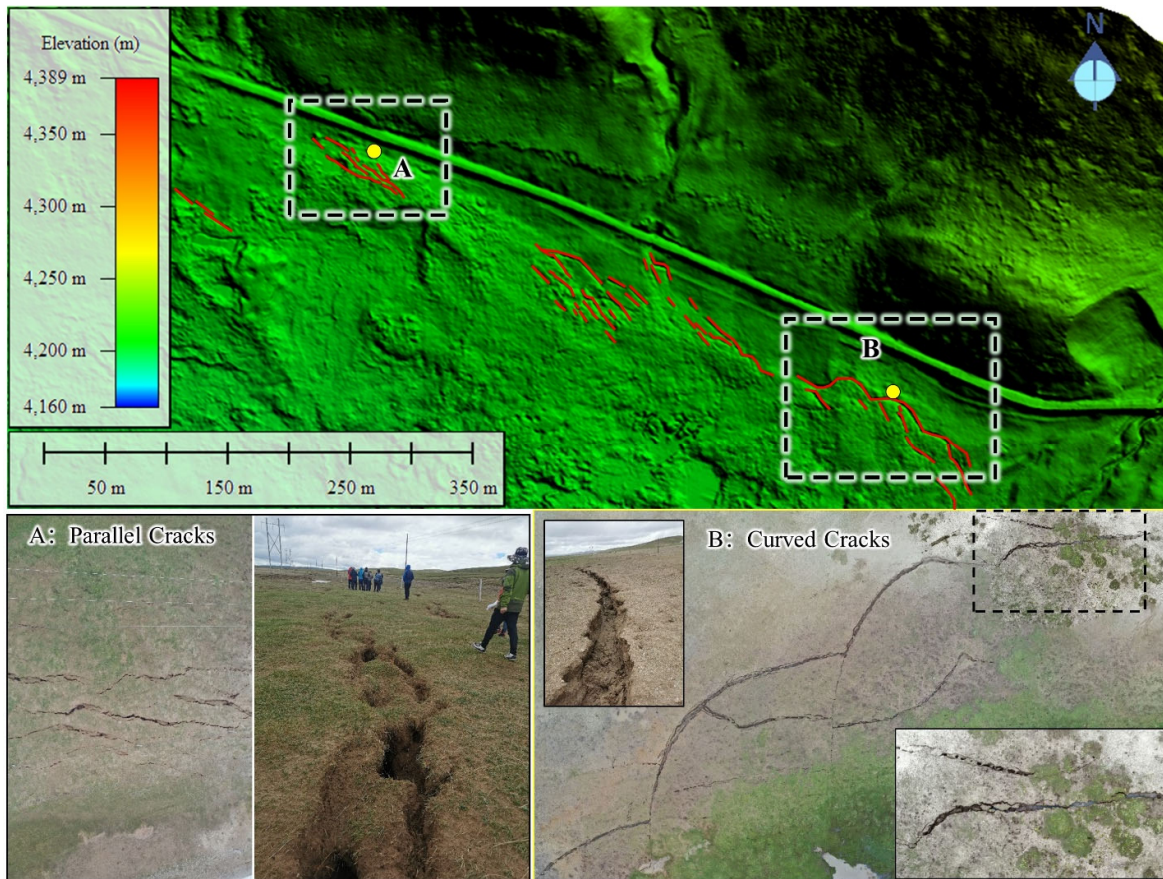 Elevation (m)
4,389 m
4,350 m
4,300 m
4,250 m
4,200 m
4,160 m
N
A
B
50 m
150 m
250 m
350 m
A: Parallel Cracks
B: Curved Cracks